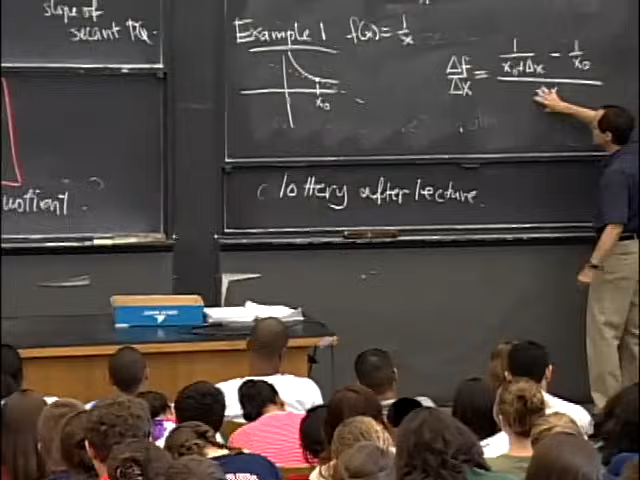 slope of
secant PQ.
uotient
Example 1 f(x) = 1/x
x₀
Δf/Δx = (1/(x₀+Δx) - 1/x₀)/
lottery after lecture.